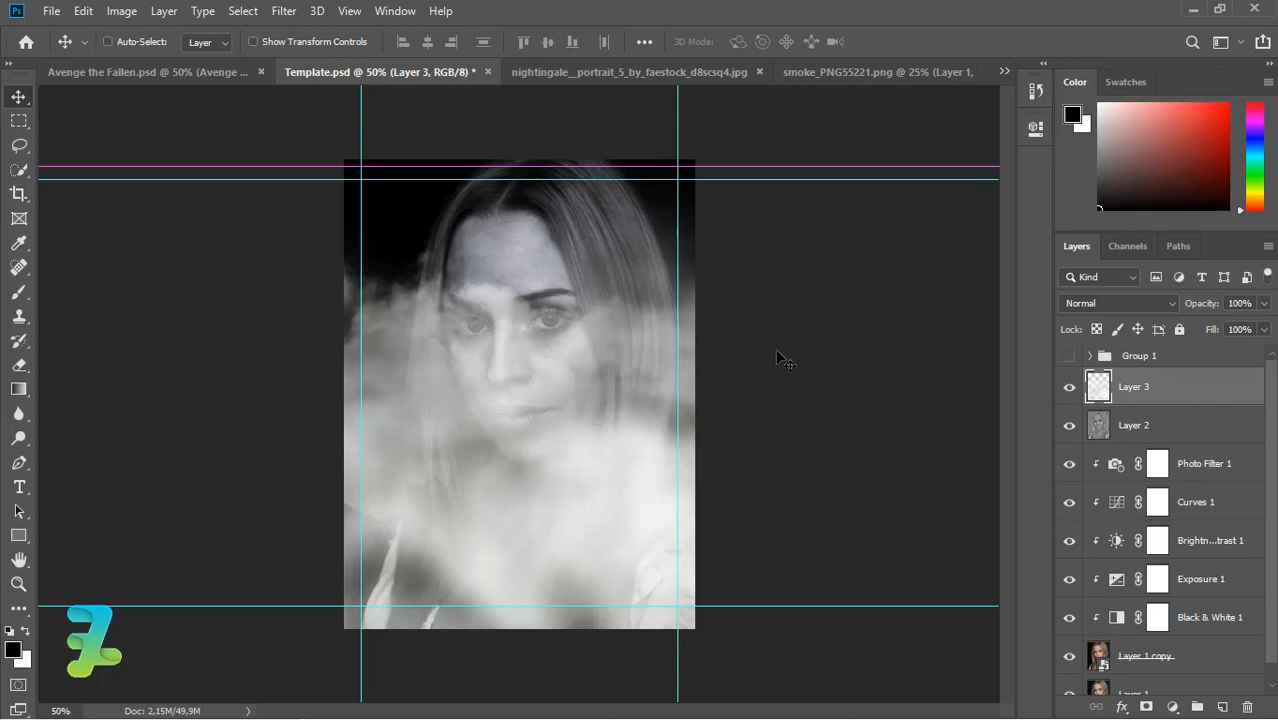 Ps File Edit Image Layer Type Select Filter 3D View Window Help
Auto-Select: Layer Show Transform Controls 3D Mode:
Avenge the Fallen.psd @ 50% (Avenge ... × Template.psd @ 50% (Layer 3, RGB/8) * × nightingale__portrait_5_by_faestock_d8scsq4.jpg × smoke_PNG55221.png @ 25% (Layer 1,
Color Swatches
Layers Channels Paths
Kind
Normal Opacity: 100%
Lock: Fill: 100%
Group 1
Layer 3
Layer 2
Photo Filter 1
Curves 1
Brightn...trast 1
Exposure 1
Black & White 1
Layer 1 copy
Layer 1
50% Doc: 2,15M/49,9M